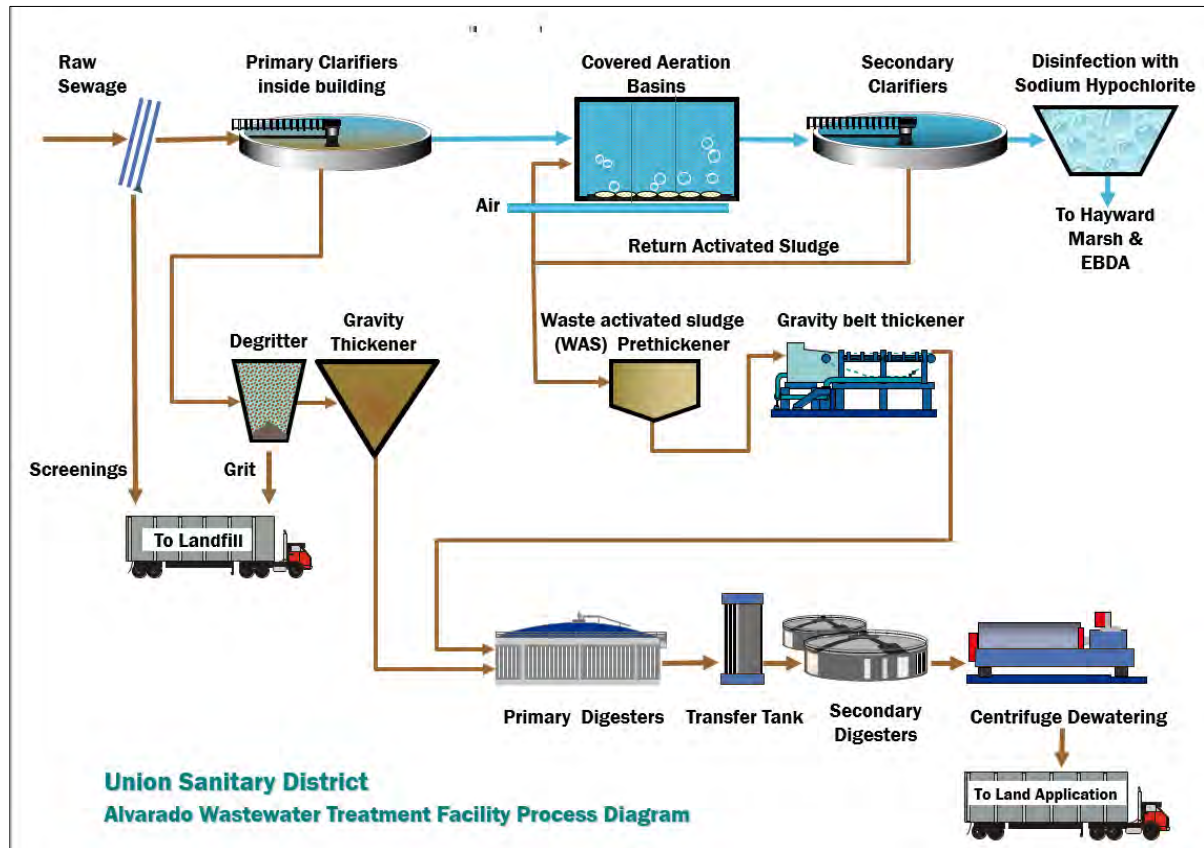 Raw
Sewage
Primary Clarifiers
inside building
Covered Aeration
Basins
Secondary
Clarifiers
Disinfection with
Sodium Hypochlorite
Air
To Hayward
Marsh &
EBDA
Return Activated Sludge
Degritter
Gravity
Thickener
Waste activated sludge
(WAS) Prethickener
Gravity belt thickener
Screenings
Grit
To Landfill
Primary Digesters
Transfer Tank
Secondary
Digesters
Centrifuge Dewatering
To Land Application
Union Sanitary District
Alvarado Wastewater Treatment Facility Process Diagram